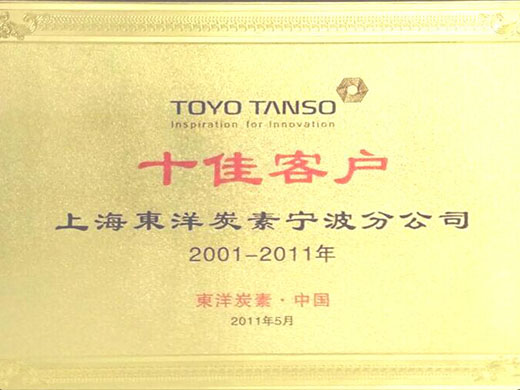 TOYO TANSO
Inspiration for Innovation
十佳客户
上海東洋炭素宁波分公司
2001-2011年
東洋炭素·中国
2011年5月